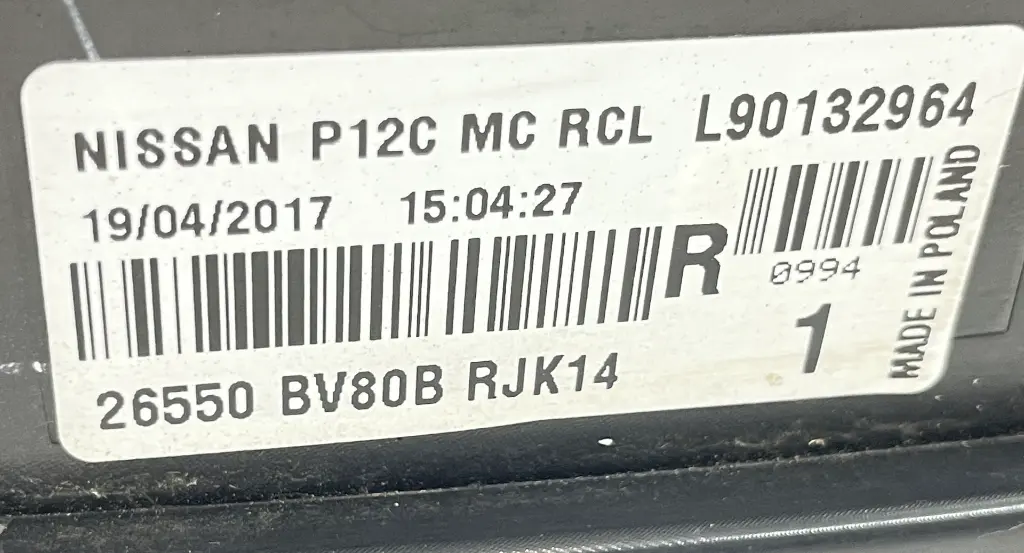 NISSAN P12C MC RCL L90132964
19/04/2017 15:04:27
R
0994
1
26550 BV80B RJK14
MADE IN POLAND